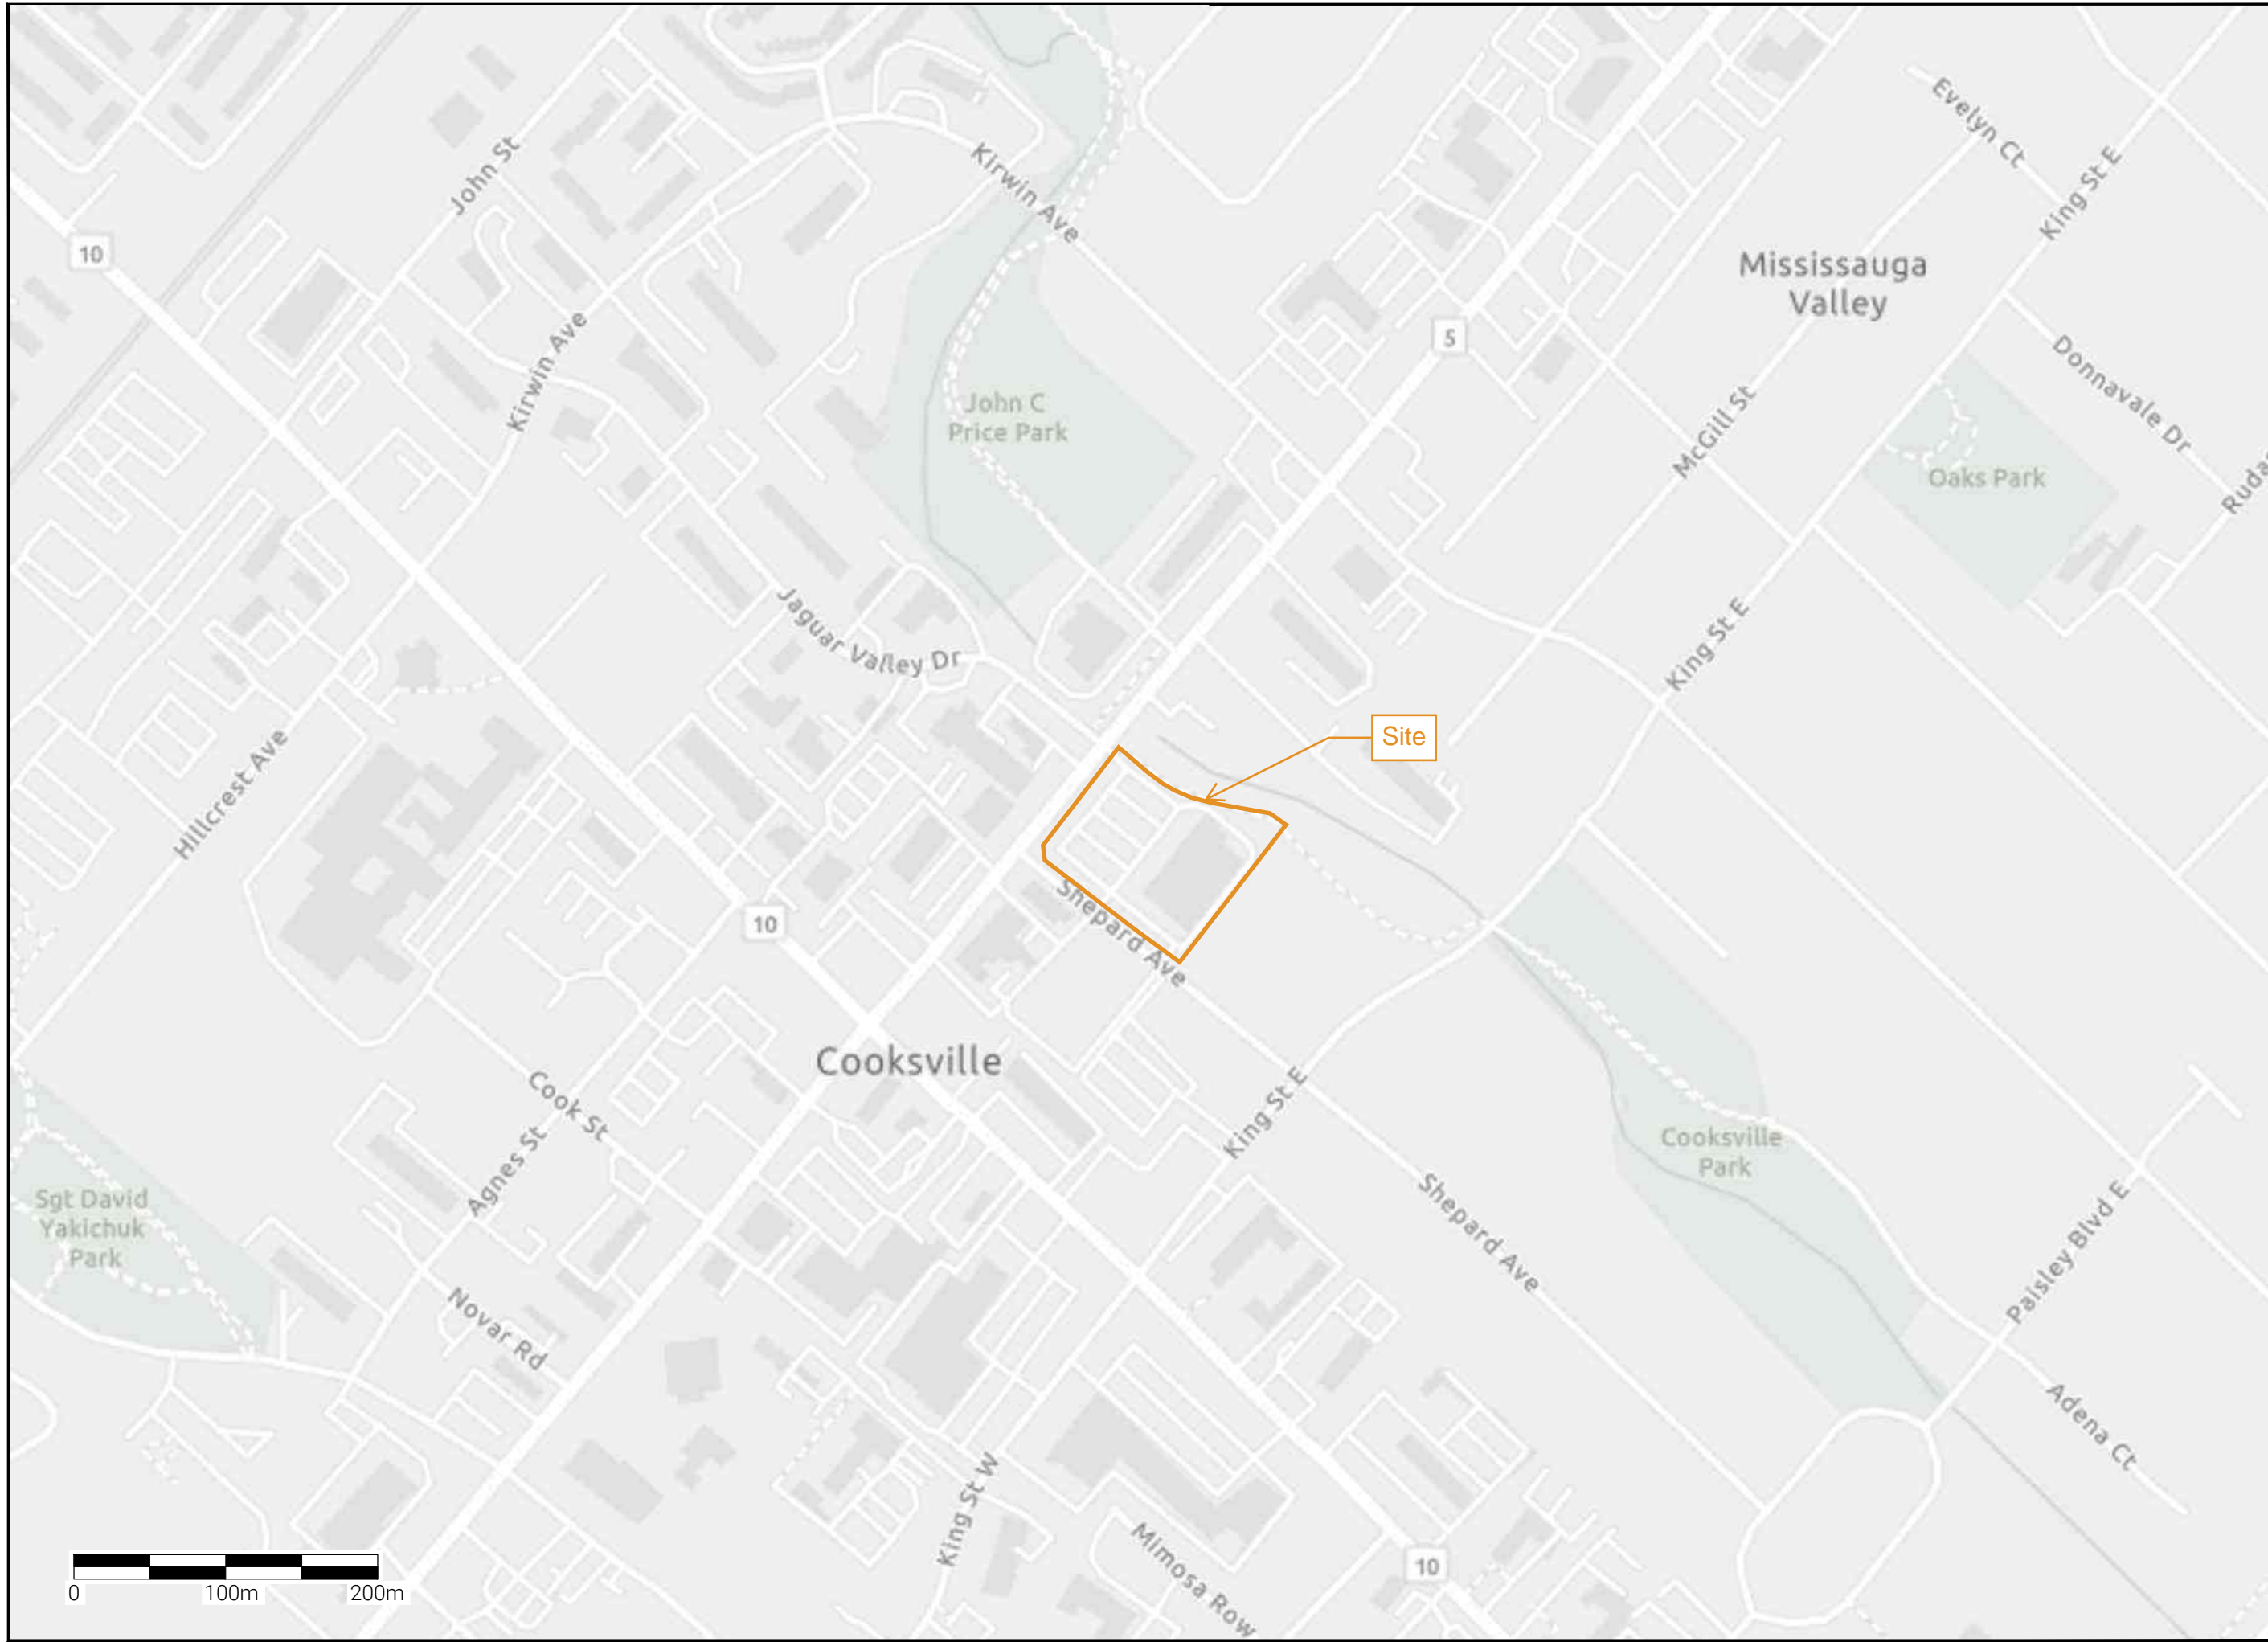 Evelyn Ct
John St
Kirwin Ave
King St E
10
Mississauga
Valley
Kirwin Ave
5
Donnavale Dr
John C
Price Park
McGill St
Oaks Park
Jaguar Valley Dr
King St E
Site
Hillcrest Ave
Shepard Ave
10
Cooksville
Cook St
King St E
Cooksville
Park
Agnes St
Sgt David
Yakichuk
Park
Shepard Ave
Paisley Blvd E
Novar Rd
Adena Ct
King St W
Mimosa Row
10
0 100m 200m